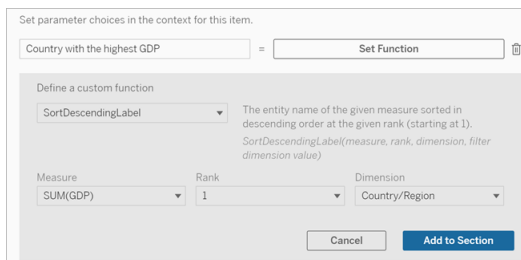 Set parameter choices in the context for this item.
Country with the highest GDP = Set Function
Define a custom function
SortDescendingLabel
The entity name of the given measure sorted in
descending order at the given rank (starting at 1).
SortDescendingLabel(measure, rank, dimension, filter
dimension value)
Measure Rank Dimension
SUM(GDP) 1 Country/Region
Cancel Add to Section